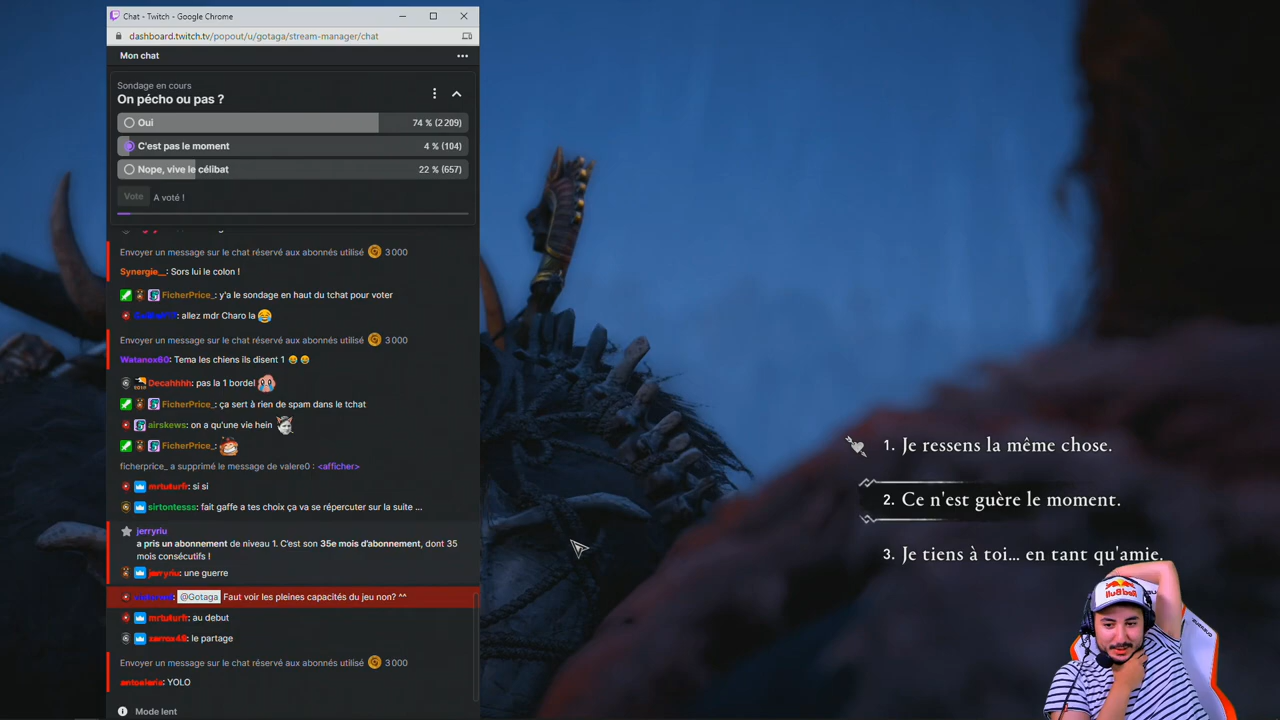 Chat - Twitch - Google Chrome
dashboard.twitch.tv/popout/u/gotaga/stream-manager/chat
Mon chat
Sondage en cours
On pécho ou pas ?
Oui 74 % (2 209)
C'est pas le moment 4 % (104)
Nope, vive le célibat 22 % (657)
Vote A voté !
Envoyer un message sur le chat réservé aux abonnés utilisé 3 000
Synergie__: Sors lui le colon !
FicherPrice_: y'a le sondage en haut du tchat pour voter
allez mdr Charo la
Envoyer un message sur le chat réservé aux abonnés utilisé 3 000
Watanox60: Tema les chiens ils disent 1
Decahhhh: pas la 1 bordel
FicherPrice_: ça sert à rien de spam dans le tchat
airskews: on a qu'une vie hein
FicherPrice_:
ficherprice_ a supprimé le message de valere0 : <afficher>
mrtuturfr: si si
sirtontesss: fait gaffe a tes choix ça va se répercuter sur la suite ...
jerryriu
a pris un abonnement de niveau 1. C'est son 35e mois d'abonnement, dont 35
mois consécutifs !
jerryriu: une guerre
@Gotaga Faut voir les pleines capacités du jeu non? ^^
mrtuturfr: au debut
le partage
Envoyer un message sur le chat réservé aux abonnés utilisé 3 000
YOLO
Mode lent
1. Je ressens la même chose.
2. Ce n'est guère le moment.
3. Je tiens à toi... en tant qu'amie.
Red Bull